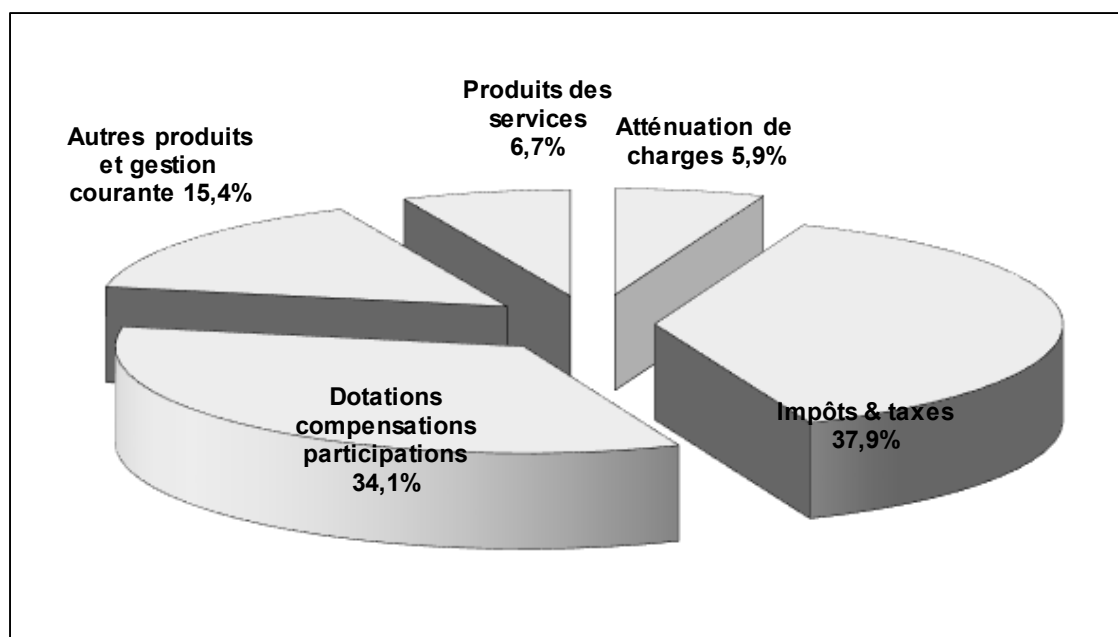 Produits des
services
6,7%
Atténuation de
charges 5,9%
Autres produits
et gestion
courante 15,4%
Dotations
compensations
participations
34,1%
Impôts & taxes
37,9%